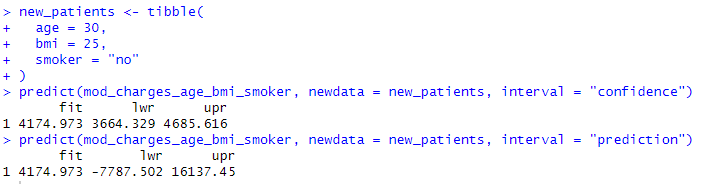 > new_patients <- tibble(
+   age = 30,
+   bmi = 25,
+   smoker = "no"
+ )
> predict(mod_charges_age_bmi_smoker, newdata = new_patients, interval = "confidence")
       fit      lwr      upr
1 4174.973 3664.329 4685.616
> predict(mod_charges_age_bmi_smoker, newdata = new_patients, interval = "prediction")
       fit       lwr      upr
1 4174.973 -7787.502 16137.45